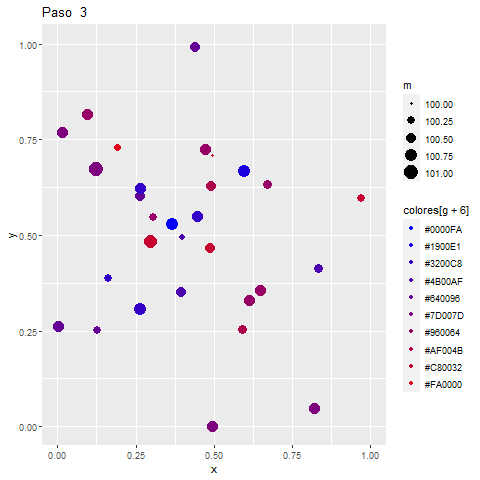 Paso 3
1.00
0.75
0.50
0.25
0.00
y
0.00 0.25 0.50 0.75 1.00
x
m
100.00
100.25
100.50
100.75
101.00
colores[g + 6]
#0000FA
#1900E1
#3200C8
#4B00AF
#640096
#7D007D
#960064
#AF004B
#C80032
#FA0000